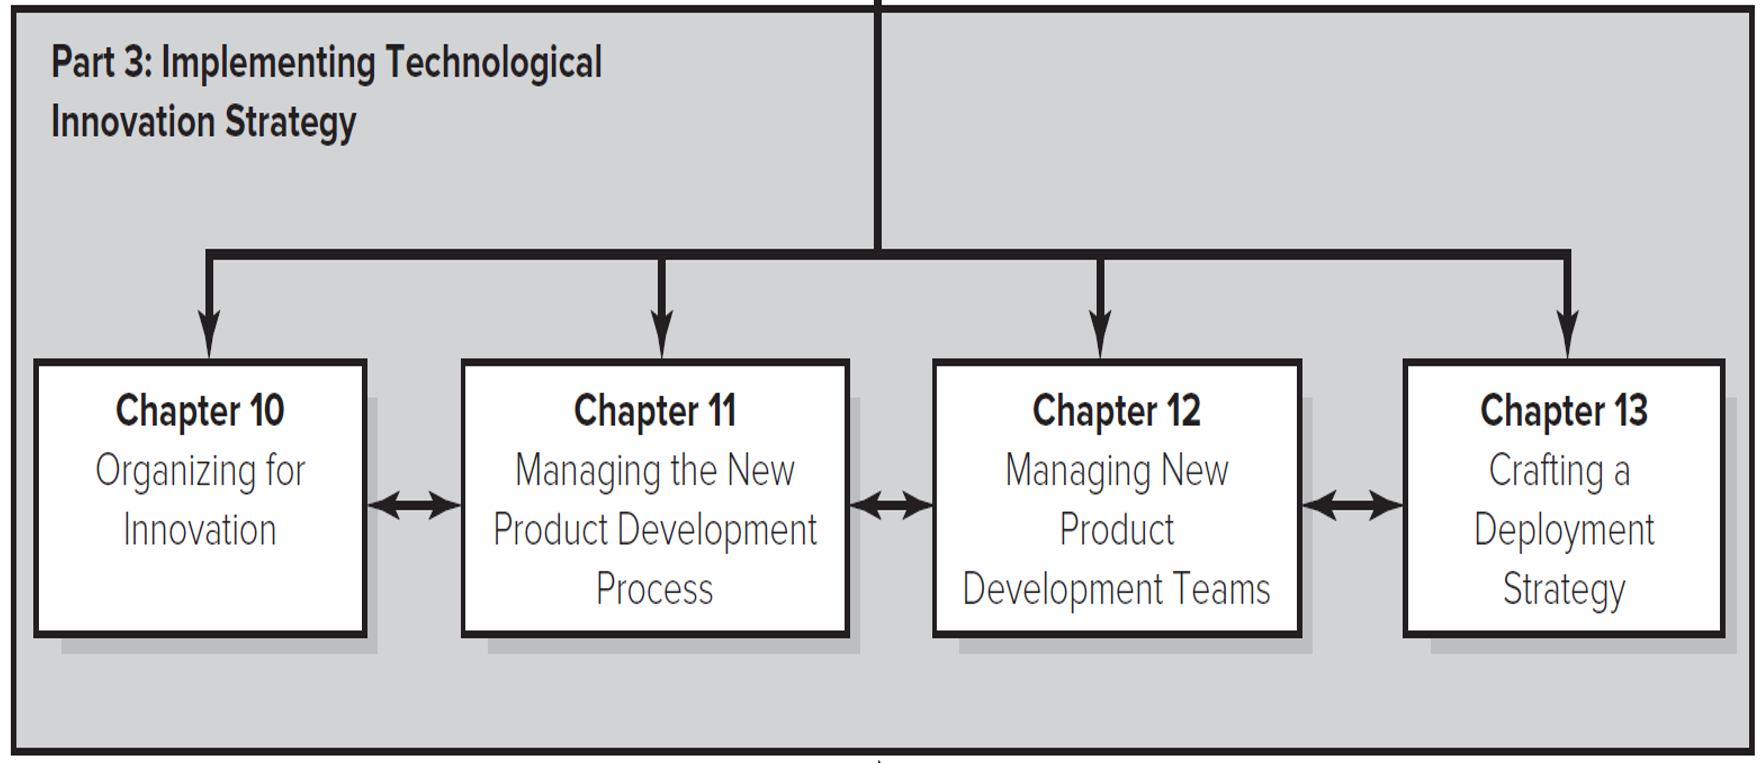 Part 3: Implementing Technological
Innovation Strategy
Chapter 10
Organizing for
Innovation
Chapter 11
Managing the New
Product Development
Process
Chapter 12
Managing New
Product
Development Teams
Chapter 13
Crafting a
Deployment
Strategy